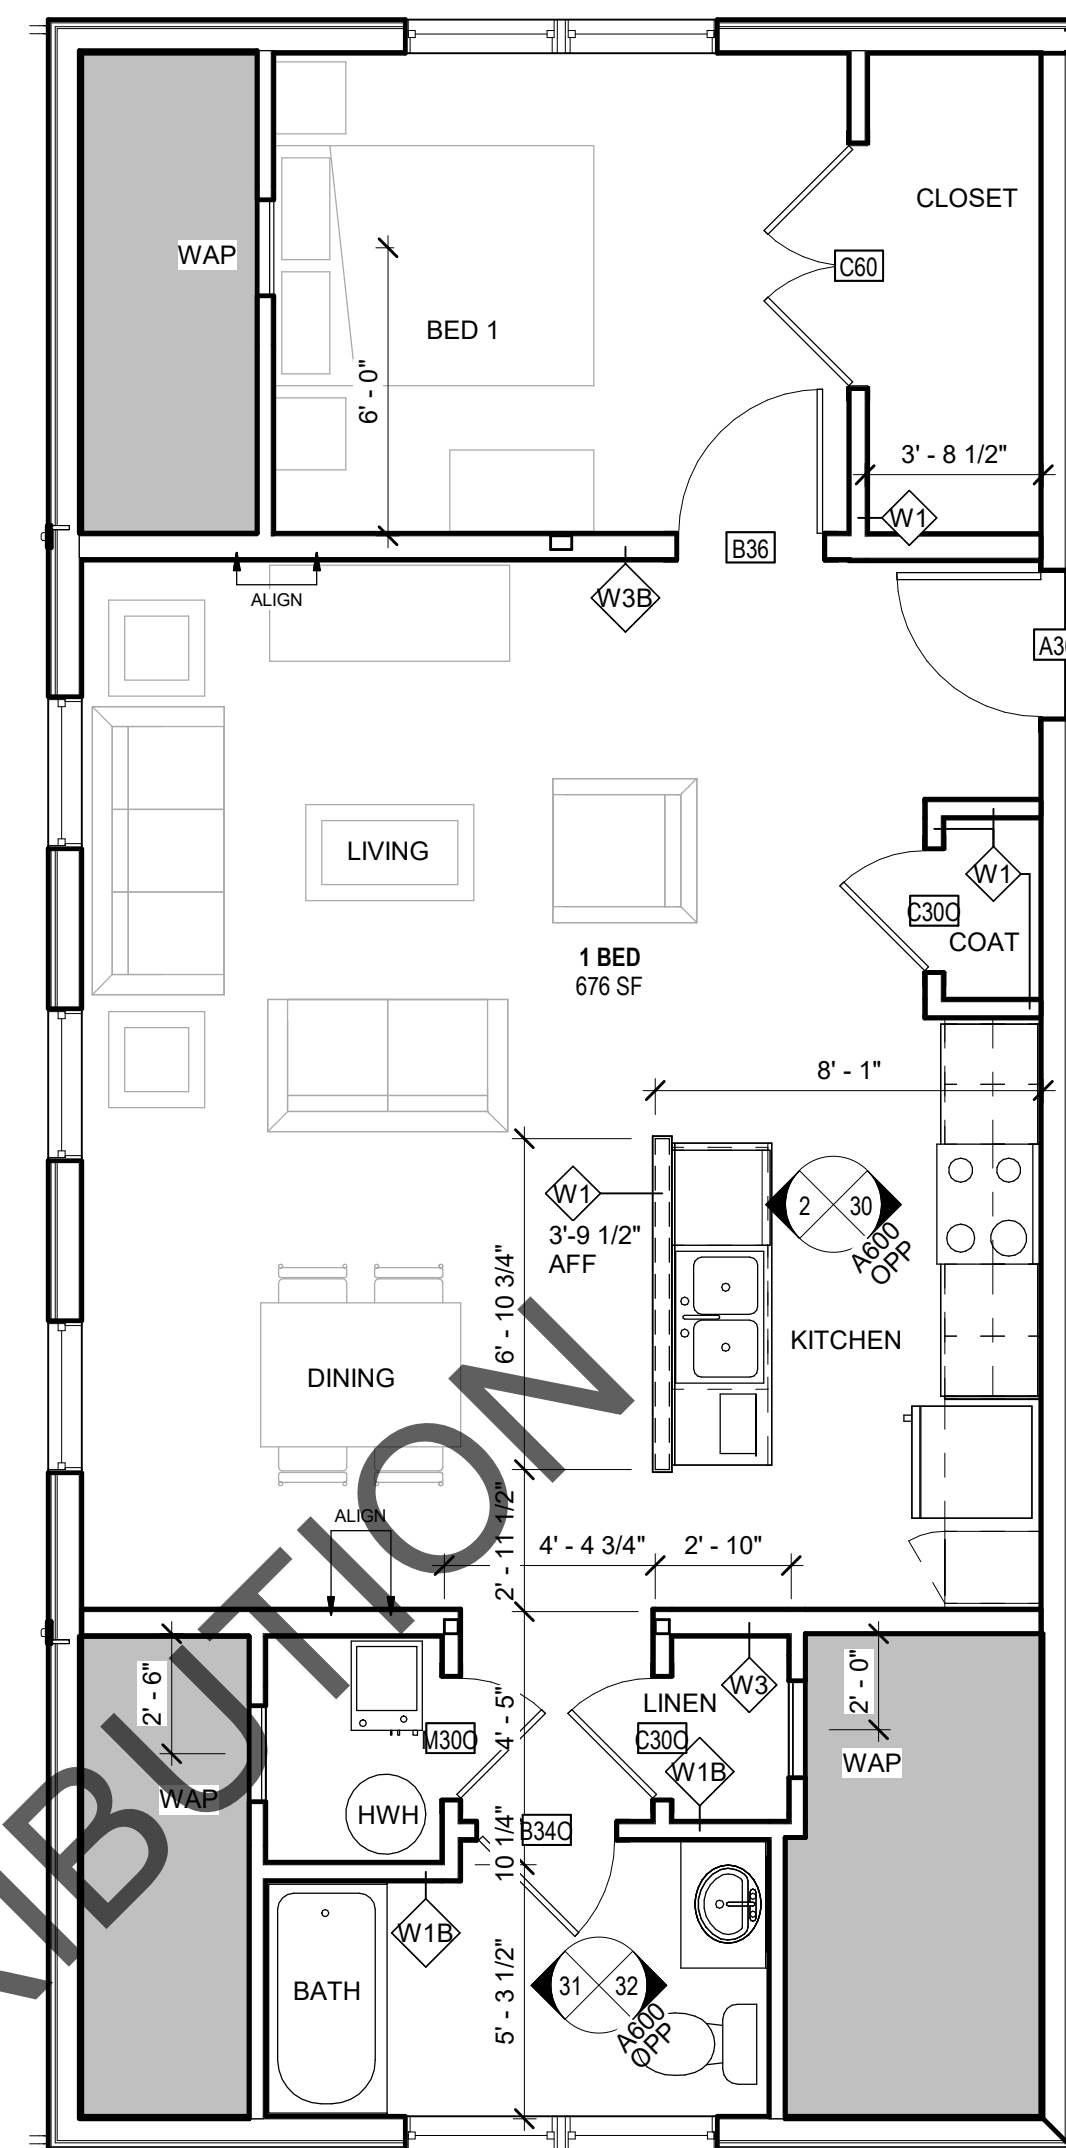 CLOSET
WAP
C60
BED 1
6' - 0"
3' - 8 1/2"
W1
B36
W3B
ALIGN
LIVING
W1
C30O
COAT
1 BED
676 SF
8' - 1"
W1
3'-9 1/2"
AFF
2
30
A600
OPP
6' - 10 3/4"
KITCHEN
DINING
ALIGN
2' - 11 1/2"
4' - 4 3/4"
2' - 10"
2' - 6"
WAP
M30O
4' - 5"
LINEN
W3
C30O
W1B
2' - 0"
WAP
HWH
B34O
10 1/4"
W1B
BATH
5' - 3 1/2"
31
32
A600
OPP